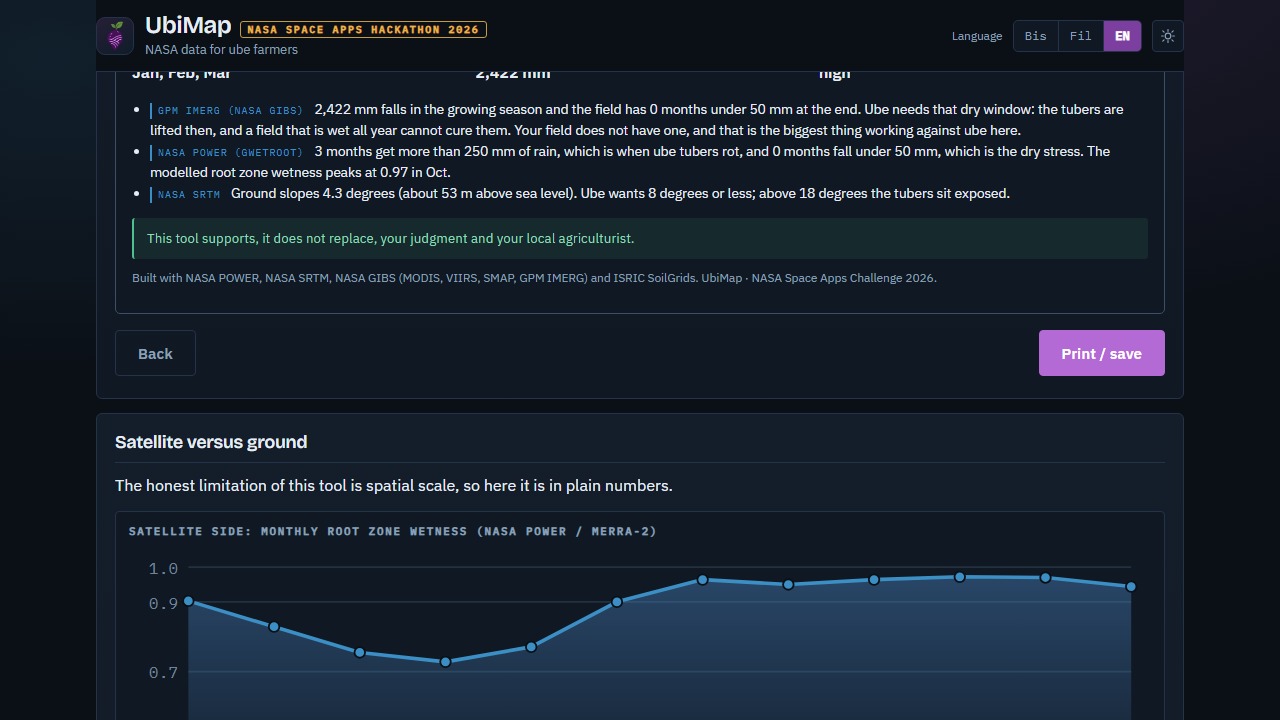 UbiMap NASA SPACE APPS HACKATHON 2026
NASA data for ube farmers
Language Bis Fil EN
Jan, Feb, Mar 2,422 mm high
GPM IMERG (NASA GIBS) 2,422 mm falls in the growing season and the field has 0 months under 50 mm at the end. Ube needs that dry window: the tubers are
lifted then, and a field that is wet all year cannot cure them. Your field does not have one, and that is the biggest thing working against ube here.
NASA POWER (GWETROOT) 3 months get more than 250 mm of rain, which is when ube tubers rot, and 0 months fall under 50 mm, which is the dry stress. The
modelled root zone wetness peaks at 0.97 in Oct.
NASA SRTM Ground slopes 4.3 degrees (about 53 m above sea level). Ube wants 8 degrees or less; above 18 degrees the tubers sit exposed.
This tool supports, it does not replace, your judgment and your local agriculturist.
Built with NASA POWER, NASA SRTM, NASA GIBS (MODIS, VIIRS, SMAP, GPM IMERG) and ISRIC SoilGrids. UbiMap · NASA Space Apps Challenge 2026.
Back
Print / save
Satellite versus ground
The honest limitation of this tool is spatial scale, so here it is in plain numbers.
SATELLITE SIDE: MONTHLY ROOT ZONE WETNESS (NASA POWER / MERRA-2)
1.0
0.9
0.7